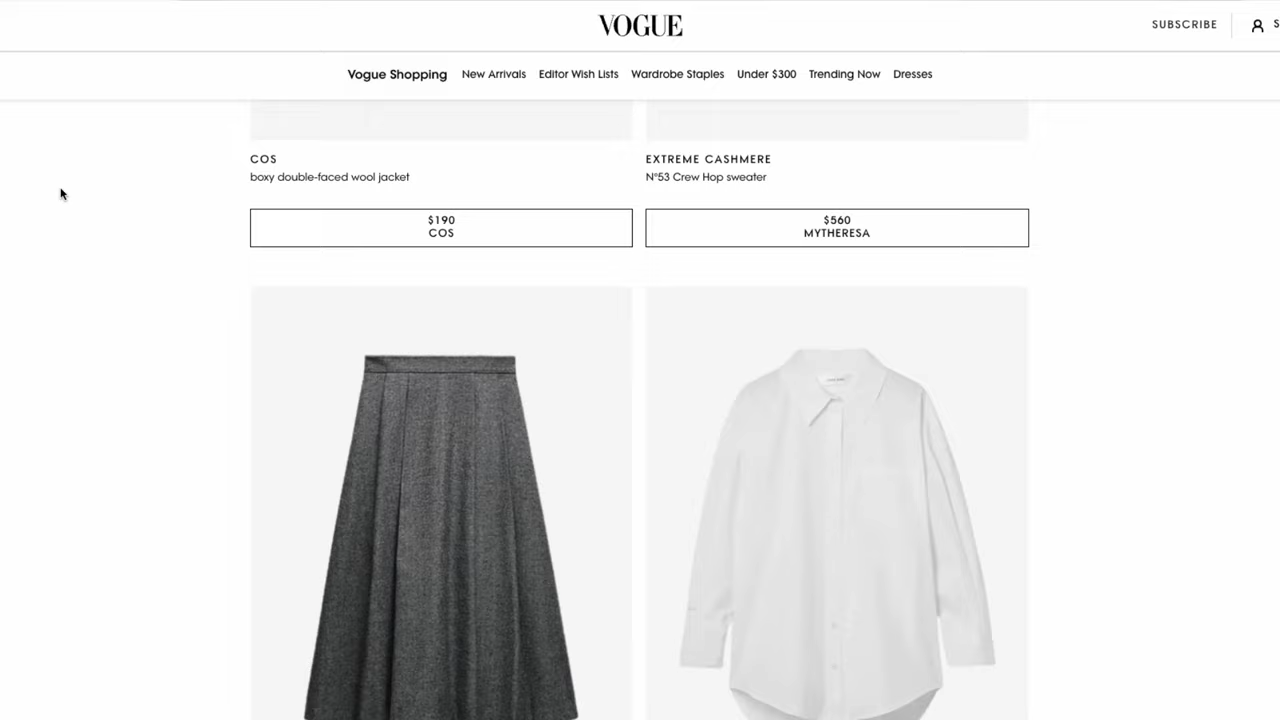 VOGUE
SUBSCRIBE
S
Vogue Shopping New Arrivals Editor Wish Lists Wardrobe Staples Under $300 Trending Now Dresses
COS
boxy double-faced wool jacket
$190
COS
EXTREME CASHMERE
N°53 Crew Hop sweater
$560
MYTHERESA